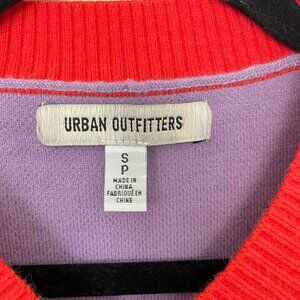 URBAN OUTFITTERS
S
P
MADE IN
CHINA
FABRIQUÉ EN
CHINE